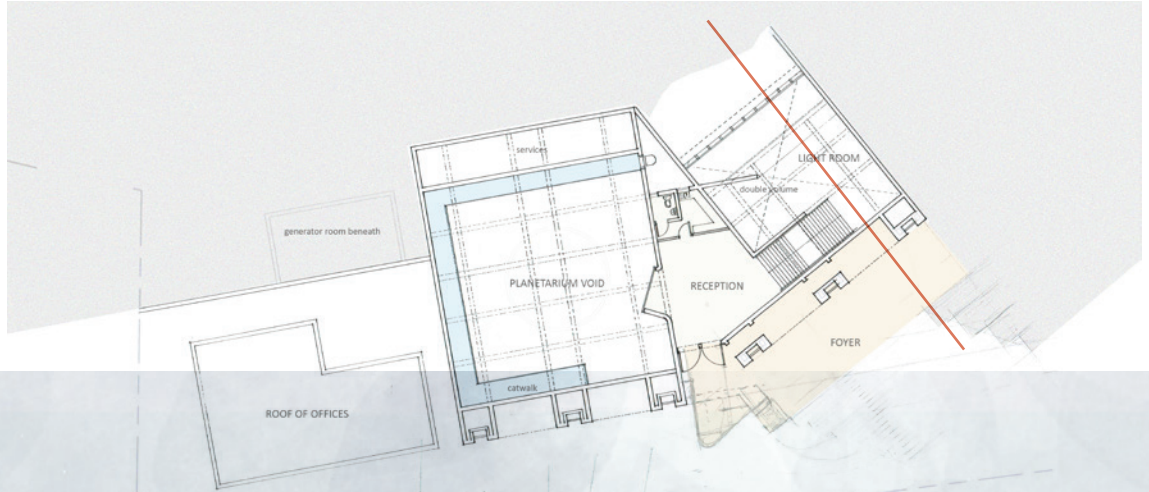 services
LIGHT ROOM
double volume
generator room beneath
PLANETARIUM VOID
RECEPTION
FOYER
catwalk
ROOF OF OFFICES